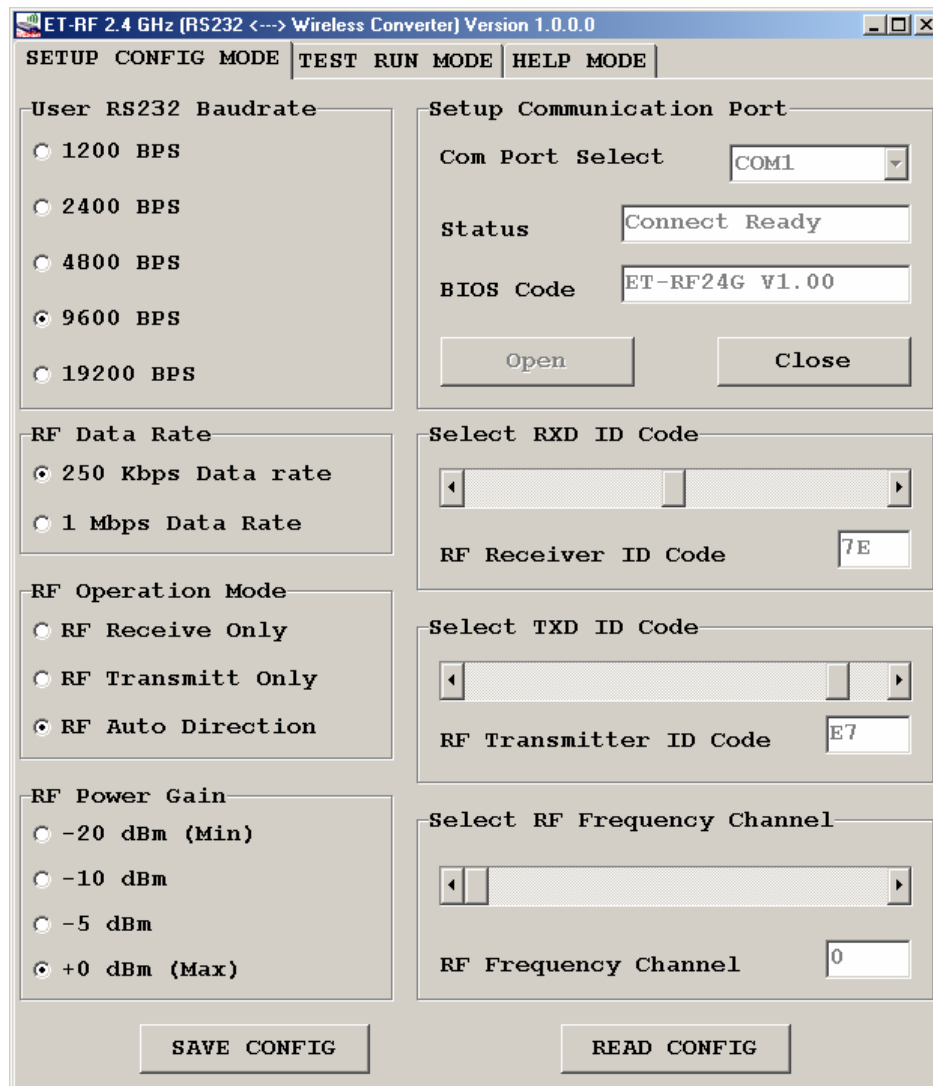 ET-RF 2.4 GHz (RS232 <---> Wireless Converter) Version 1.0.0.0
SETUP CONFIG MODE
TEST RUN MODE
HELP MODE
User RS232 Baudrate
1200 BPS
2400 BPS
4800 BPS
9600 BPS
19200 BPS
RF Data Rate
250 Kbps Data rate
1 Mbps Data Rate
RF Operation Mode
RF Receive Only
RF Transmitt Only
RF Auto Direction
RF Power Gain
-20 dBm (Min)
-10 dBm
-5 dBm
+0 dBm (Max)
Setup Communication Port
Com Port Select COM1
Status Connect Ready
BIOS Code ET-RF24G V1.00
Open Close
Select RXD ID Code
RF Receiver ID Code 7E
Select TXD ID Code
RF Transmitter ID Code E7
Select RF Frequency Channel
RF Frequency Channel 0
SAVE CONFIG READ CONFIG